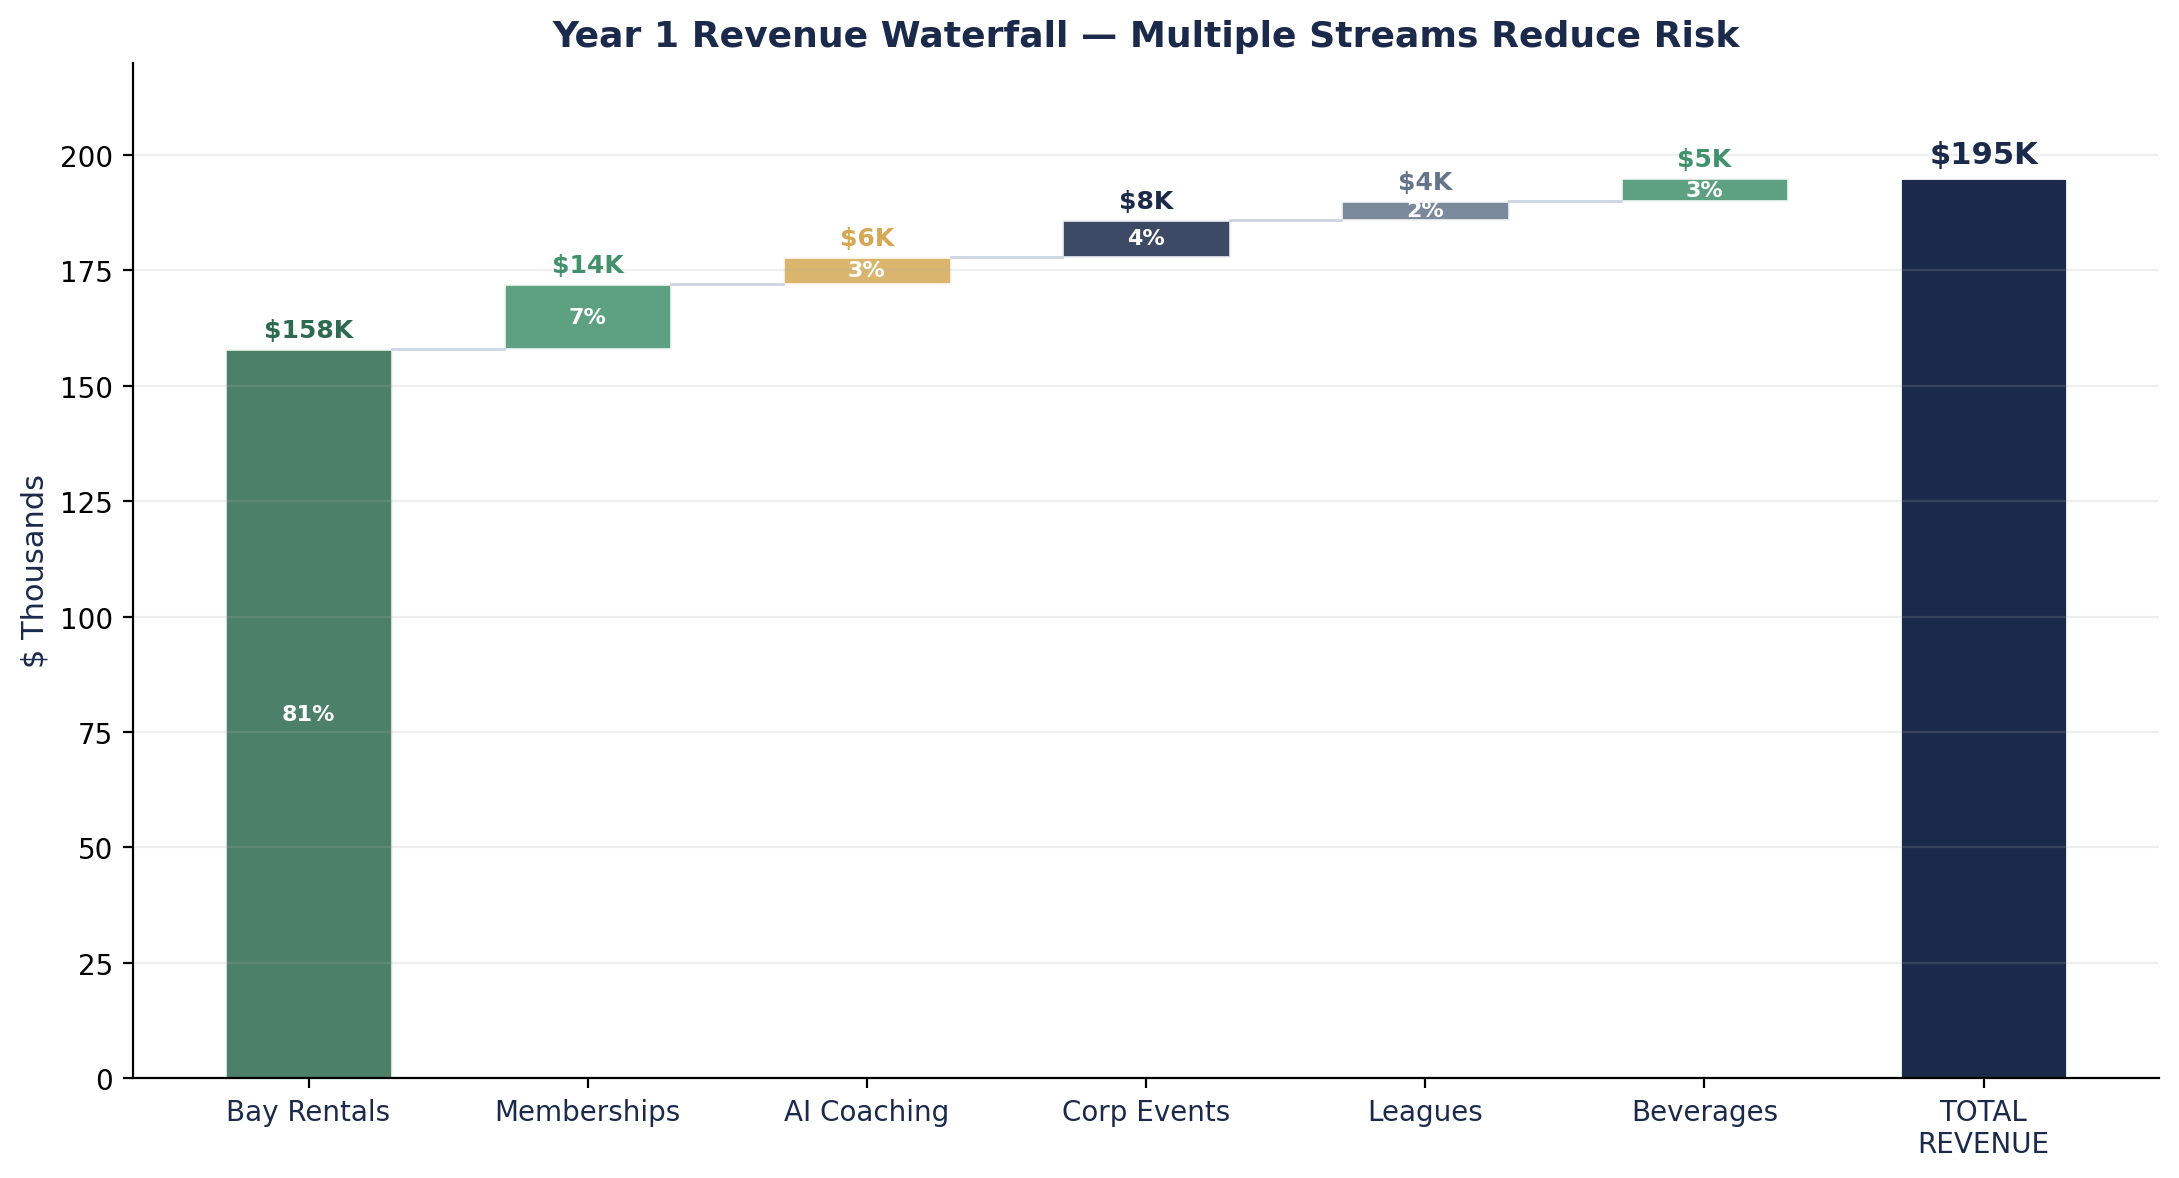 Year 1 Revenue Waterfall — Multiple Streams Reduce Risk
$ Thousands
200
175
150
125
100
75
50
25
0
$158K
81%
$14K
7%
$6K
3%
$8K
4%
$4K
2%
$5K
3%
$195K
Bay Rentals
Memberships
AI Coaching
Corp Events
Leagues
Beverages
TOTAL
REVENUE